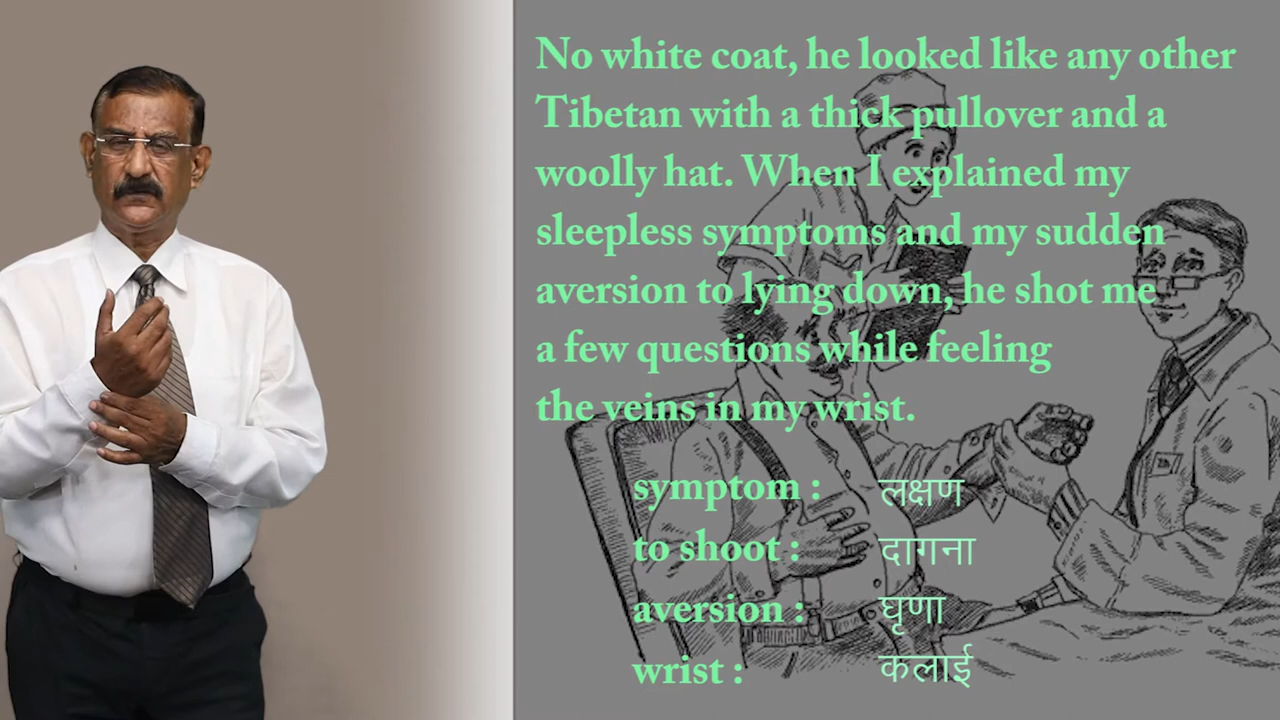 No white coat, he looked like any other
Tibetan with a thick pullover and a
woolly hat. When I explained my
sleepless symptoms and my sudden
aversion to lying down, he shot me
a few questions while feeling
the veins in my wrist.
symptom : लक्षण
to shoot : दागना
aversion : घृणा
wrist : कलाई